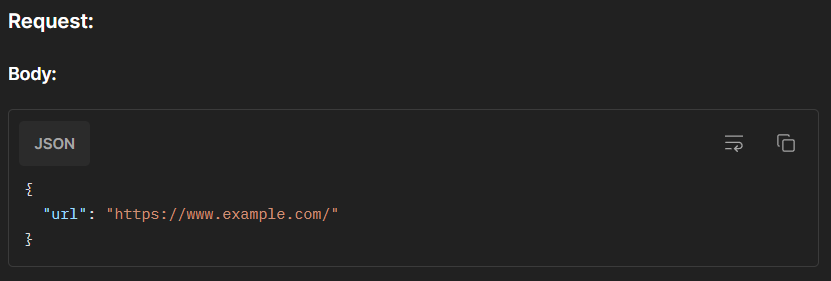 Request:
Body:
JSON
{
  "url": "https://www.example.com/"
}